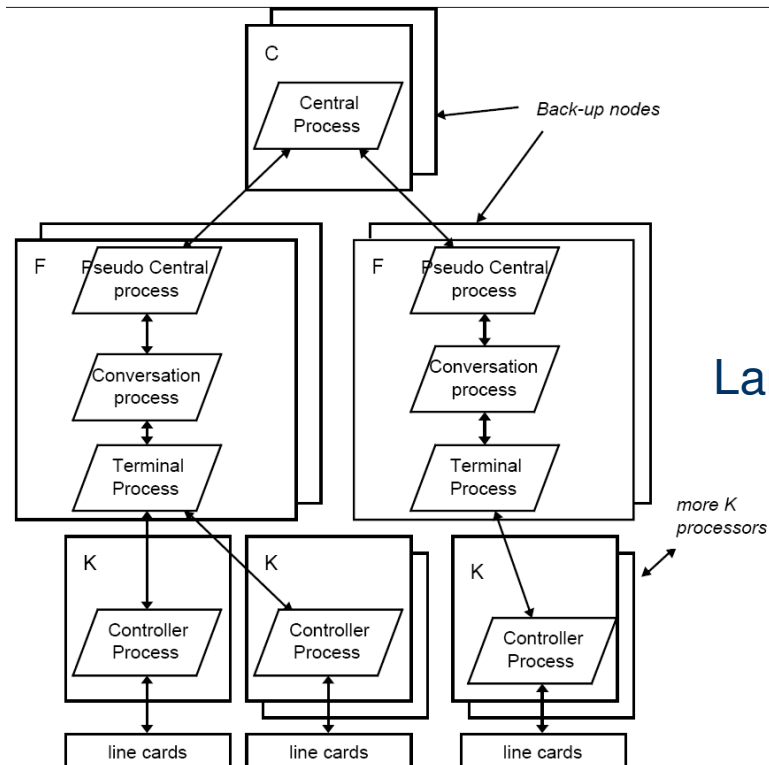 C
Central
Process
Back-up nodes
F
Pseudo Central
process
F
Pseudo Central
process
Conversation
process
Conversation
process
La
Terminal
Process
Terminal
Process
more K
processors
K
K
K
Controller
Process
Controller
Process
Controller
Process
line cards
line cards
line cards